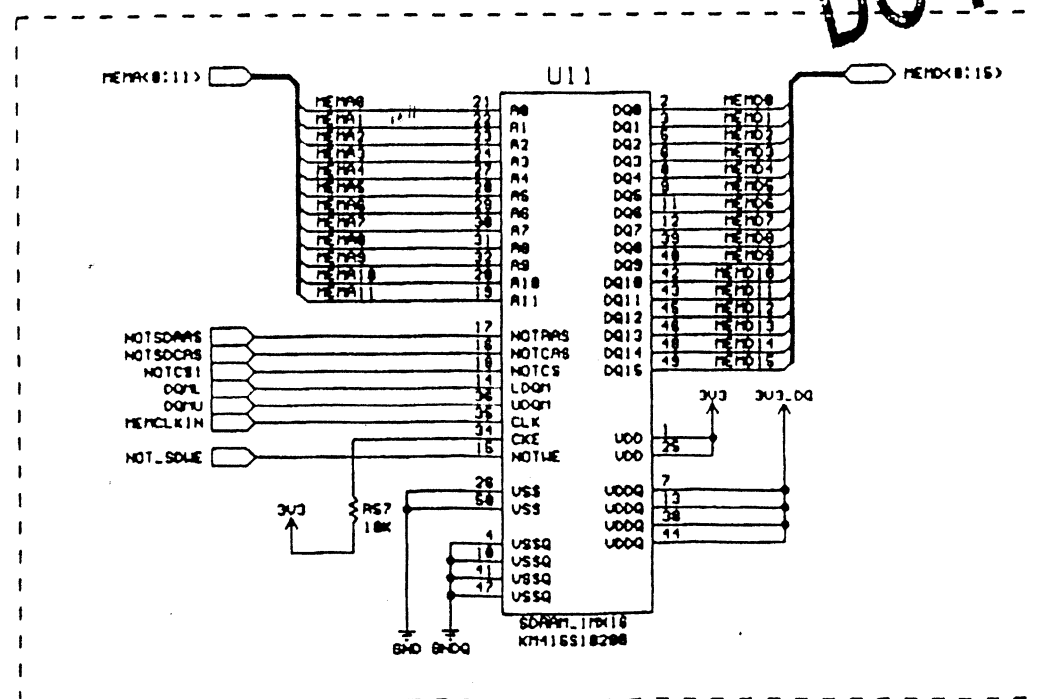 U11
MEMA<0:11>
MEMD<0:15>
MEMA0 21 A0 DQ0 2 MEMD0
MEMA1 22 A1 DQ1 3 MEMD1
MEMA2 23 A2 DQ2 5 MEMD2
MEMA3 24 A3 DQ3 6 MEMD3
MEMA4 27 A4 DQ4 8 MEMD4
MEMA5 28 A5 DQ5 9 MEMD5
MEMA6 29 A6 DQ6 11 MEMD6
MEMA7 30 A7 DQ7 12 MEMD7
MEMA8 31 A8 DQ8 39 MEMD8
MEMA9 32 A9 DQ9 40 MEMD9
MEMA10 20 A10 DQ10 42 MEMD10
MEMA11 19 A11 DQ11 43 MEMD11
DQ12 45 MEMD12
DQ13 46 MEMD13
DQ14 48 MEMD14
DQ15 49 MEMD15
NOTSDRAS 17 NOTRAS
NOTSDCAS 16 NOTCAS
NOTCS1 18 NOTCS
DQML 14 LDQM
DQMU 36 UDQM
MEMCLKIN 35 CLK
34 CKE
NOT_SDWE 15 NOTWE
3V3 3V3_DQ
VDD 1
VDD 25
26 VSS VDDQ 7
50 VSS VDDQ 13
VDDQ 38
VDDQ 44
3V3
R57
10K
4 VSSQ
10 VSSQ
41 VSSQ
47 VSSQ
GND GNDQ
SDRAM_1MX16